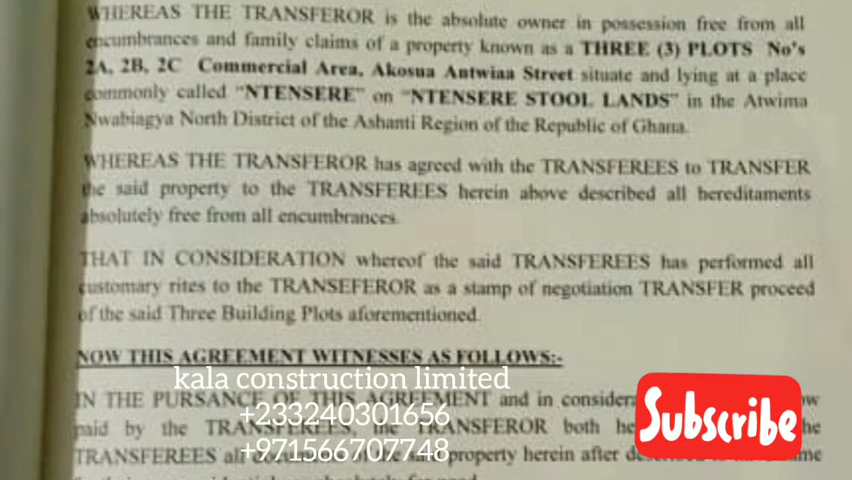 WHEREAS THE TRANSFEROR is the absolute owner in possession free from all
encumbrances and family claims of a property known as a THREE (3) PLOTS No's
2A, 2B, 2C Commercial Area, Akosua Antwiaa Street situate and lying at a place
commonly called "NTENSERE" on "NTENSERE STOOL LANDS" in the Atwima
Nwabiagya North District of the Ashanti Region of the Republic of Ghana.
WHEREAS THE TRANSFEROR has agreed with the TRANSFEREES to TRANSFER
the said property to the TRANSFEREES herein above described all hereditaments
absolutely free from all encumbrances.
THAT IN CONSIDERATION whereof the said TRANSFEREES has performed all
customary rites to the TRANSEFEROR as a stamp of negotiation TRANSFER proceed
of the said Three Building Plots aforementioned.
NOW THIS AGREEMENT WITNESSES AS FOLLOWS:-
kala construction limited
IN THE PURSANCE OF THIS AGREEMENT and in
+233240301656
paid by the TRANSFEREES, the TRANSFEROR both
Subscribe
+971566707748
TRANSFEREES all of the said property herein after